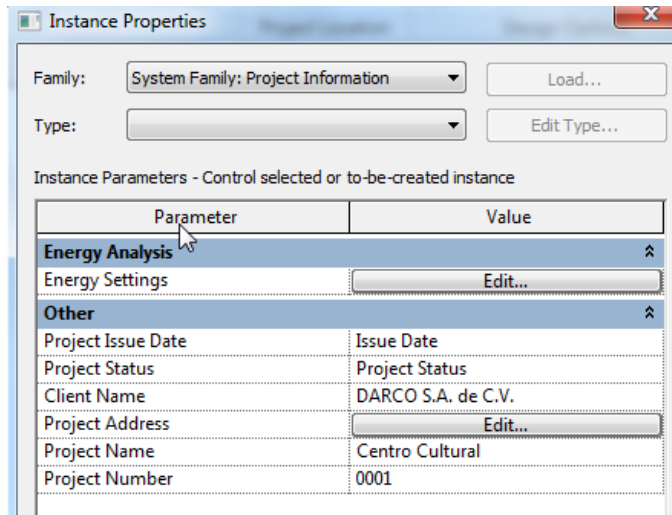 Instance Properties
Family: System Family: Project Information Load...
Type: Edit Type...
Instance Parameters - Control selected or to-be-created instance
Parameter Value
Energy Analysis
Energy Settings Edit...
Other
Project Issue Date Issue Date
Project Status Project Status
Client Name DARCO S.A. de C.V.
Project Address Edit...
Project Name Centro Cultural
Project Number 0001